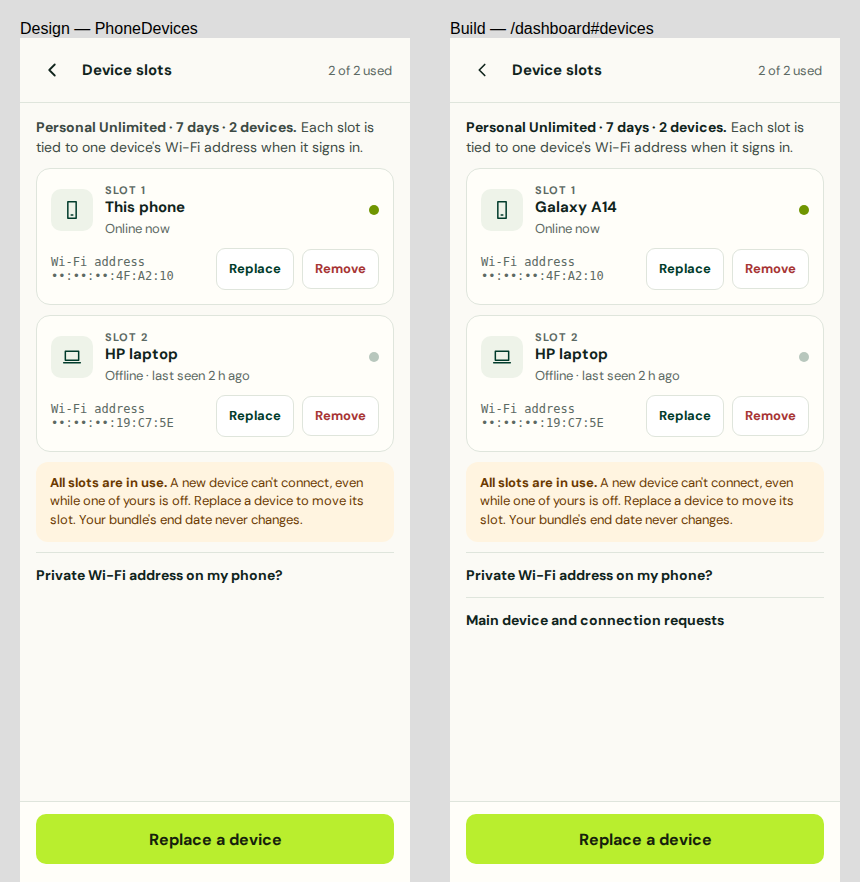 Design — PhoneDevices
Device slots
2 of 2 used
Personal Unlimited · 7 days · 2 devices. Each slot is
tied to one device's Wi-Fi address when it signs in.
SLOT 1
This phone
Online now
Wi-Fi address
••:••:••:4F:A2:10
Replace
Remove
SLOT 2
HP laptop
Offline · last seen 2 h ago
Wi-Fi address
••:••:••:19:C7:5E
Replace
Remove
All slots are in use. A new device can't connect, even
while one of yours is off. Replace a device to move its
slot. Your bundle's end date never changes.
Private Wi-Fi address on my phone?
Replace a device
Build — /dashboard#devices
Device slots
2 of 2 used
Personal Unlimited · 7 days · 2 devices. Each slot is
tied to one device's Wi-Fi address when it signs in.
SLOT 1
Galaxy A14
Online now
Wi-Fi address
••:••:••:4F:A2:10
Replace
Remove
SLOT 2
HP laptop
Offline · last seen 2 h ago
Wi-Fi address
••:••:••:19:C7:5E
Replace
Remove
All slots are in use. A new device can't connect, even
while one of yours is off. Replace a device to move its
slot. Your bundle's end date never changes.
Private Wi-Fi address on my phone?
Main device and connection requests
Replace a device